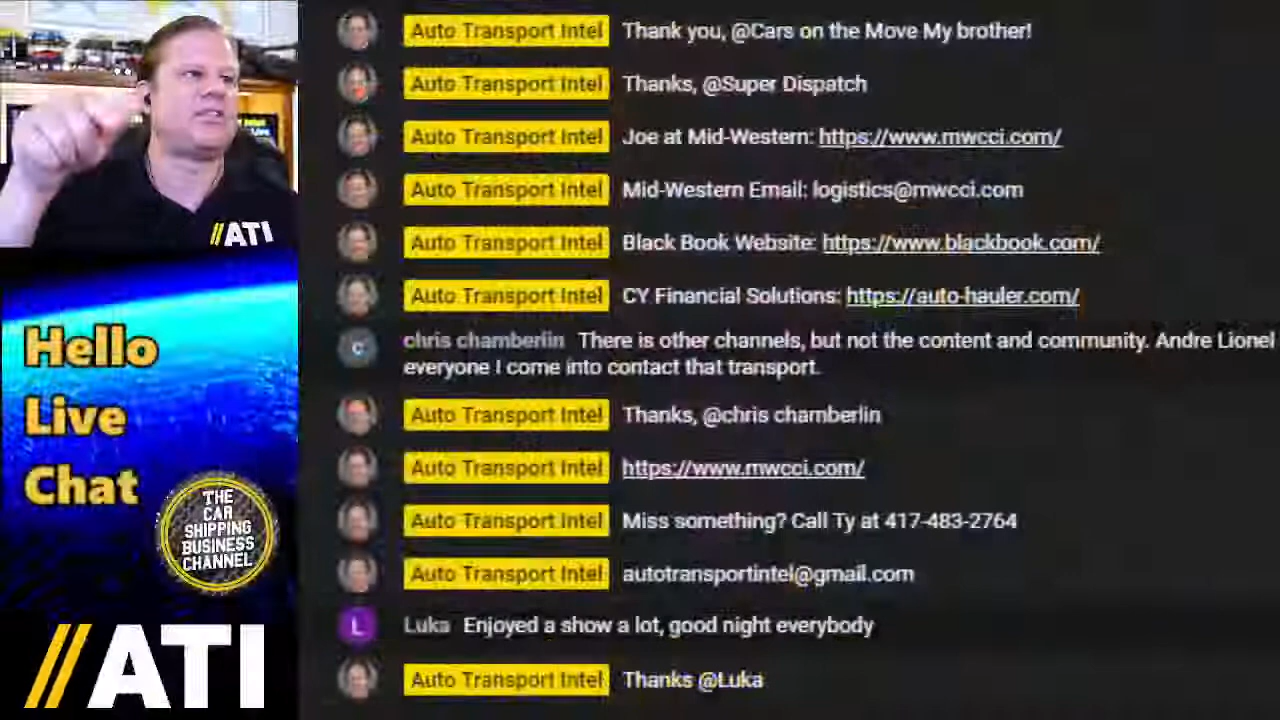 Auto Transport Intel Thank you, @Cars on the Move My brother!
Auto Transport Intel Thanks, @Super Dispatch
Auto Transport Intel Joe at Mid-Western: https://www.mwcci.com/
Auto Transport Intel Mid-Western Email: logistics@mwcci.com
Auto Transport Intel Black Book Website: https://www.blackbook.com/
Auto Transport Intel CY Financial Solutions: https://auto-hauler.com/
c chris chamberlin There is other channels, but not the content and community. Andre Lionel
everyone I come into contact that transport.
Auto Transport Intel Thanks, @chris chamberlin
Auto Transport Intel https://www.mwcci.com/
Auto Transport Intel Miss something? Call Ty at 417-483-2764
Auto Transport Intel autotransportintel@gmail.com
L Luka Enjoyed a show a lot, good night everybody
Auto Transport Intel Thanks @Luka
//ATI
Hello
Live
Chat
THE
CAR
SHIPPING
BUSINESS
CHANNEL
//ATI